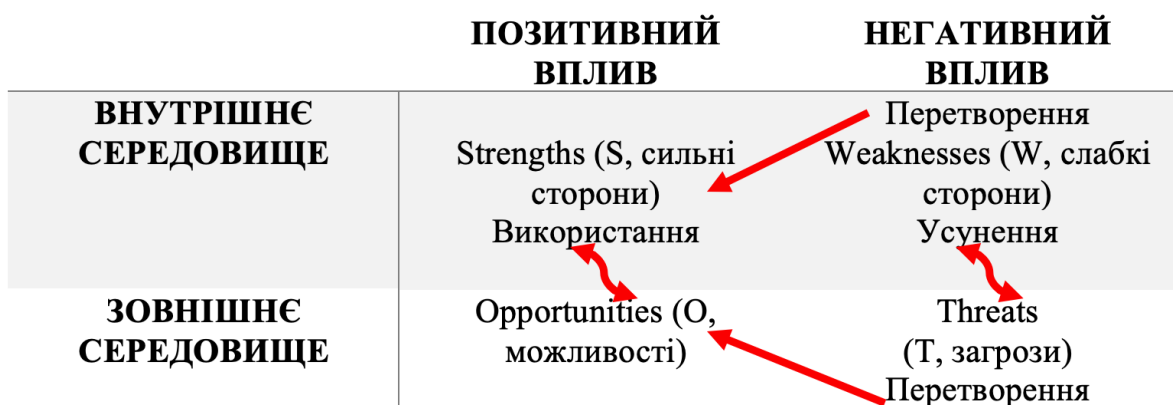 ПОЗИТИВНИЙ
ВПЛИВ
НЕГАТИВНИЙ
ВПЛИВ
ВНУТРІШНЄ
СЕРЕДОВИЩЕ
Strengths (S, сильні
сторони)
Використання
Перетворення
Weaknesses (W, слабкі
сторони)
Усунення
ЗОВНІШНЄ
СЕРЕДОВИЩЕ
Opportunities (O,
можливості)
Threats
(T, загрози)
Перетворення